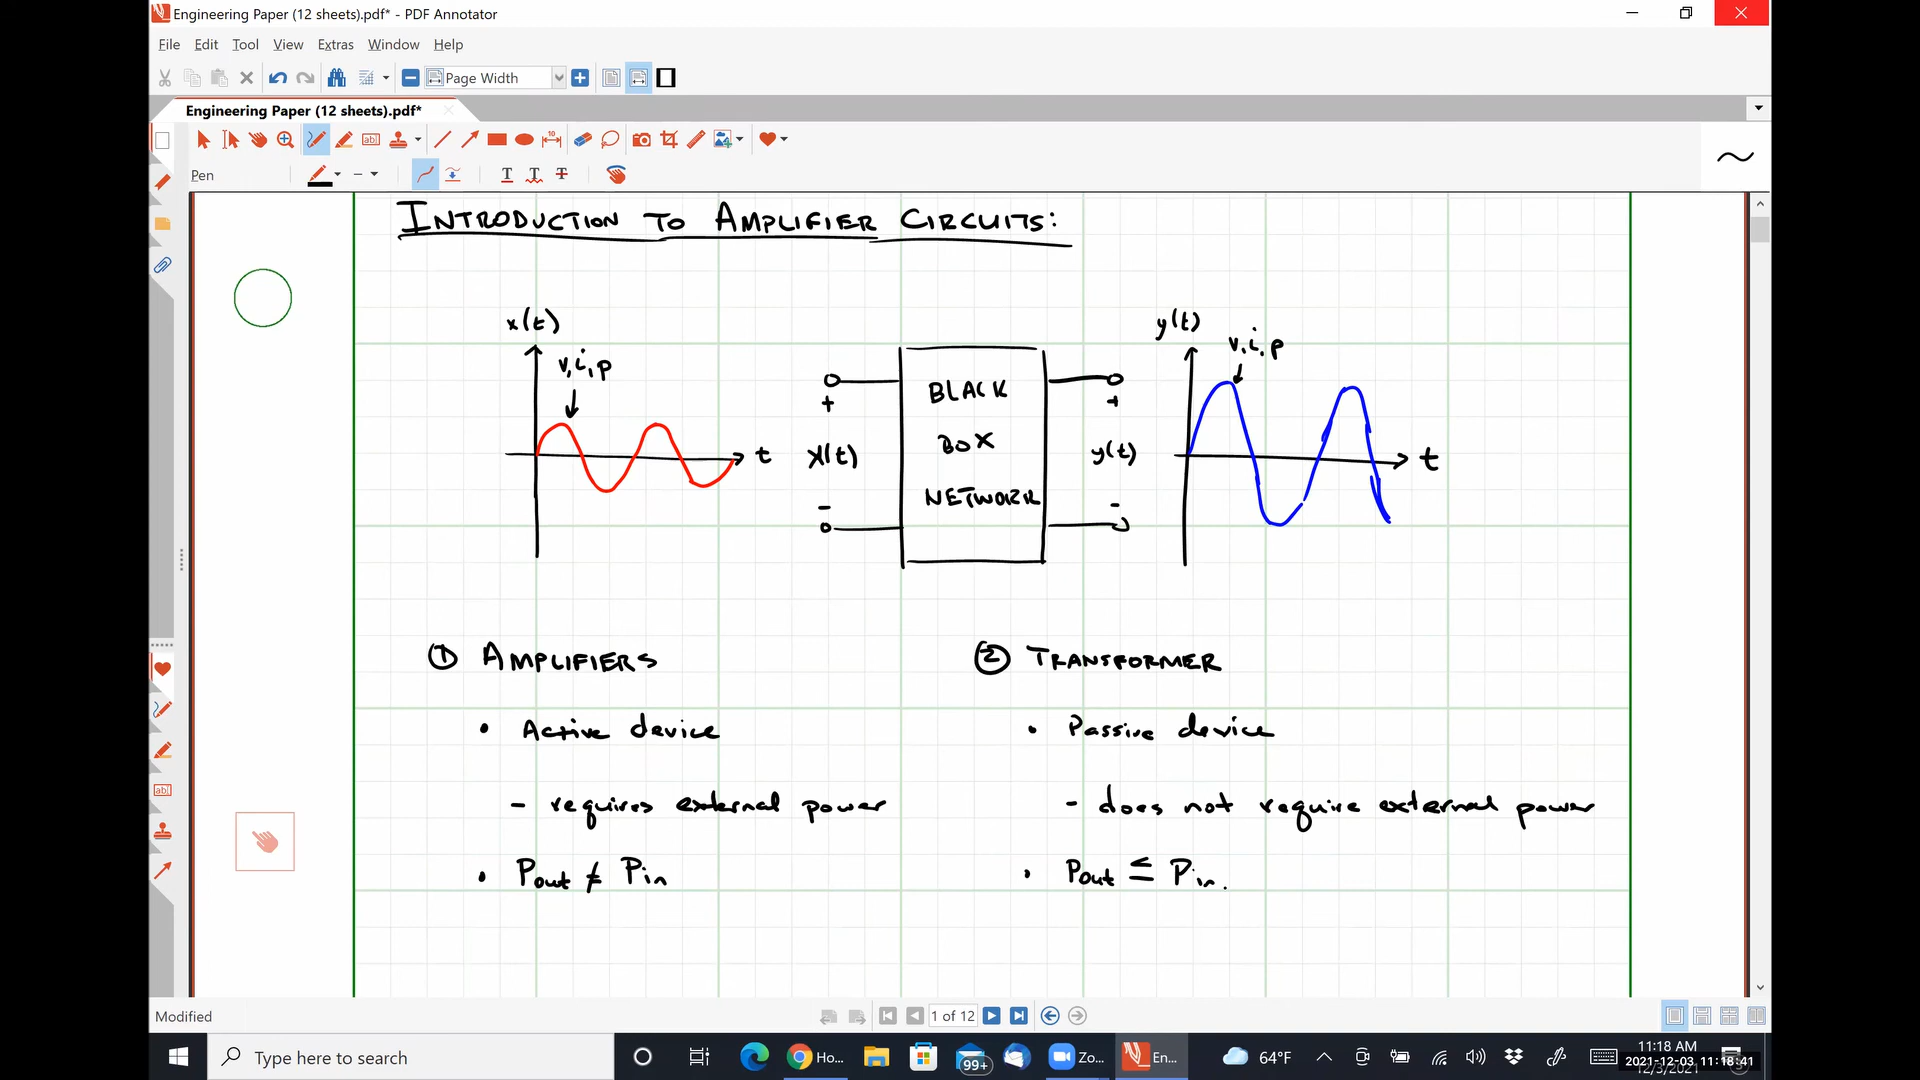 Engineering Paper (12 sheets).pdf* - PDF Annotator
File Edit Tool View Extras Window Help
Page Width
Engineering Paper (12 sheets).pdf*
Pen
INTRODUCTION TO AMPLIFIER CIRCUITS:
x(t)
v, i, p
t
+
x(t)
-
BLACK
BOX
NETWORK
+
y(t)
-
y(t)
v, i, p
t
① AMPLIFIERS
• Active device
- requires external power
• Pout ≠ Pin
② TRANSFORMER
• Passive device
- does not require external power
• Pout ≤ Pin.
Modified
1 of 12
Type here to search
Ho...
99+
Zo...
En...
64°F
11:18 AM
2021-12-03, 11:18:41